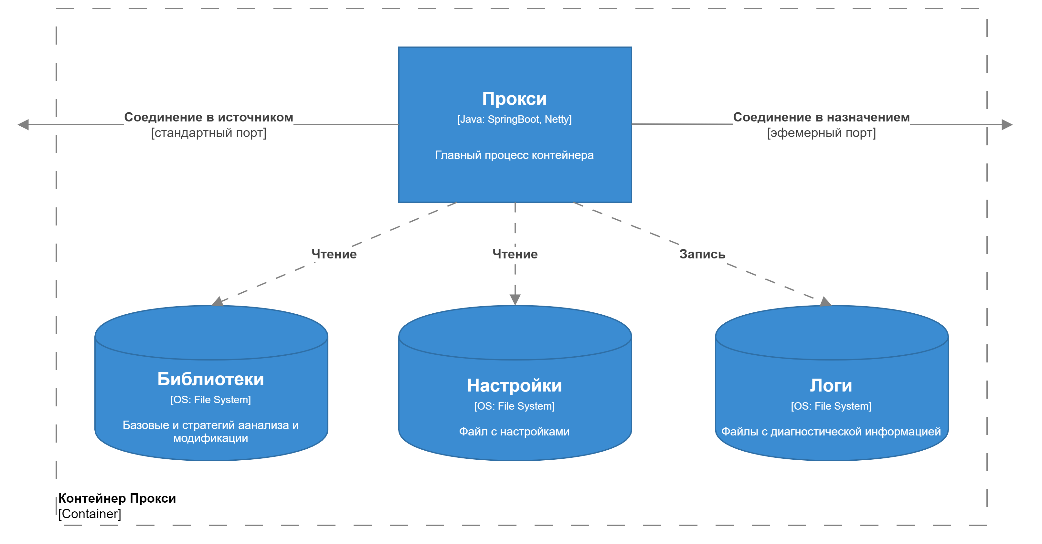 Прокси
[Java: SpringBoot, Netty]
Главный процесс контейнера
Соединение в источником
[стандартный порт]
Соединение в назначением
[эфемерный порт]
Чтение
Чтение
Запись
Библиотеки
[OS: File System]
Базовые и стратегий аанализа и
модификации
Настройки
[OS: File System]
Файл с настройками
Логи
[OS: File System]
Файлы с диагностической информацией
Контейнер Прокси
[Container]